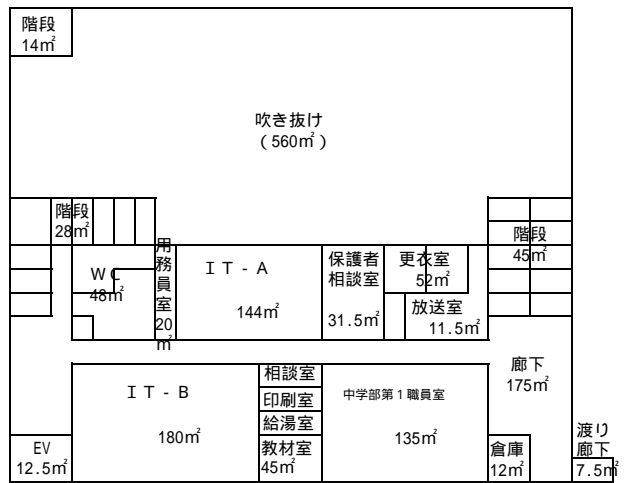 階段
14㎡
吹き抜け
（560㎡）
階段
28㎡
階段
45㎡
用務員室20㎡
ＷＣ
48㎡
ＩＴ-Ａ
144㎡
保護者
相談室
31.5㎡
更衣室
52㎡
放送室
11.5㎡
廊下
175㎡
ＩＴ-Ｂ
180㎡
相談室
印刷室
給湯室
教材室
45㎡
中学部第１職員室
135㎡
EV
12.5㎡
倉庫
12㎡
渡り
廊下
7.5㎡